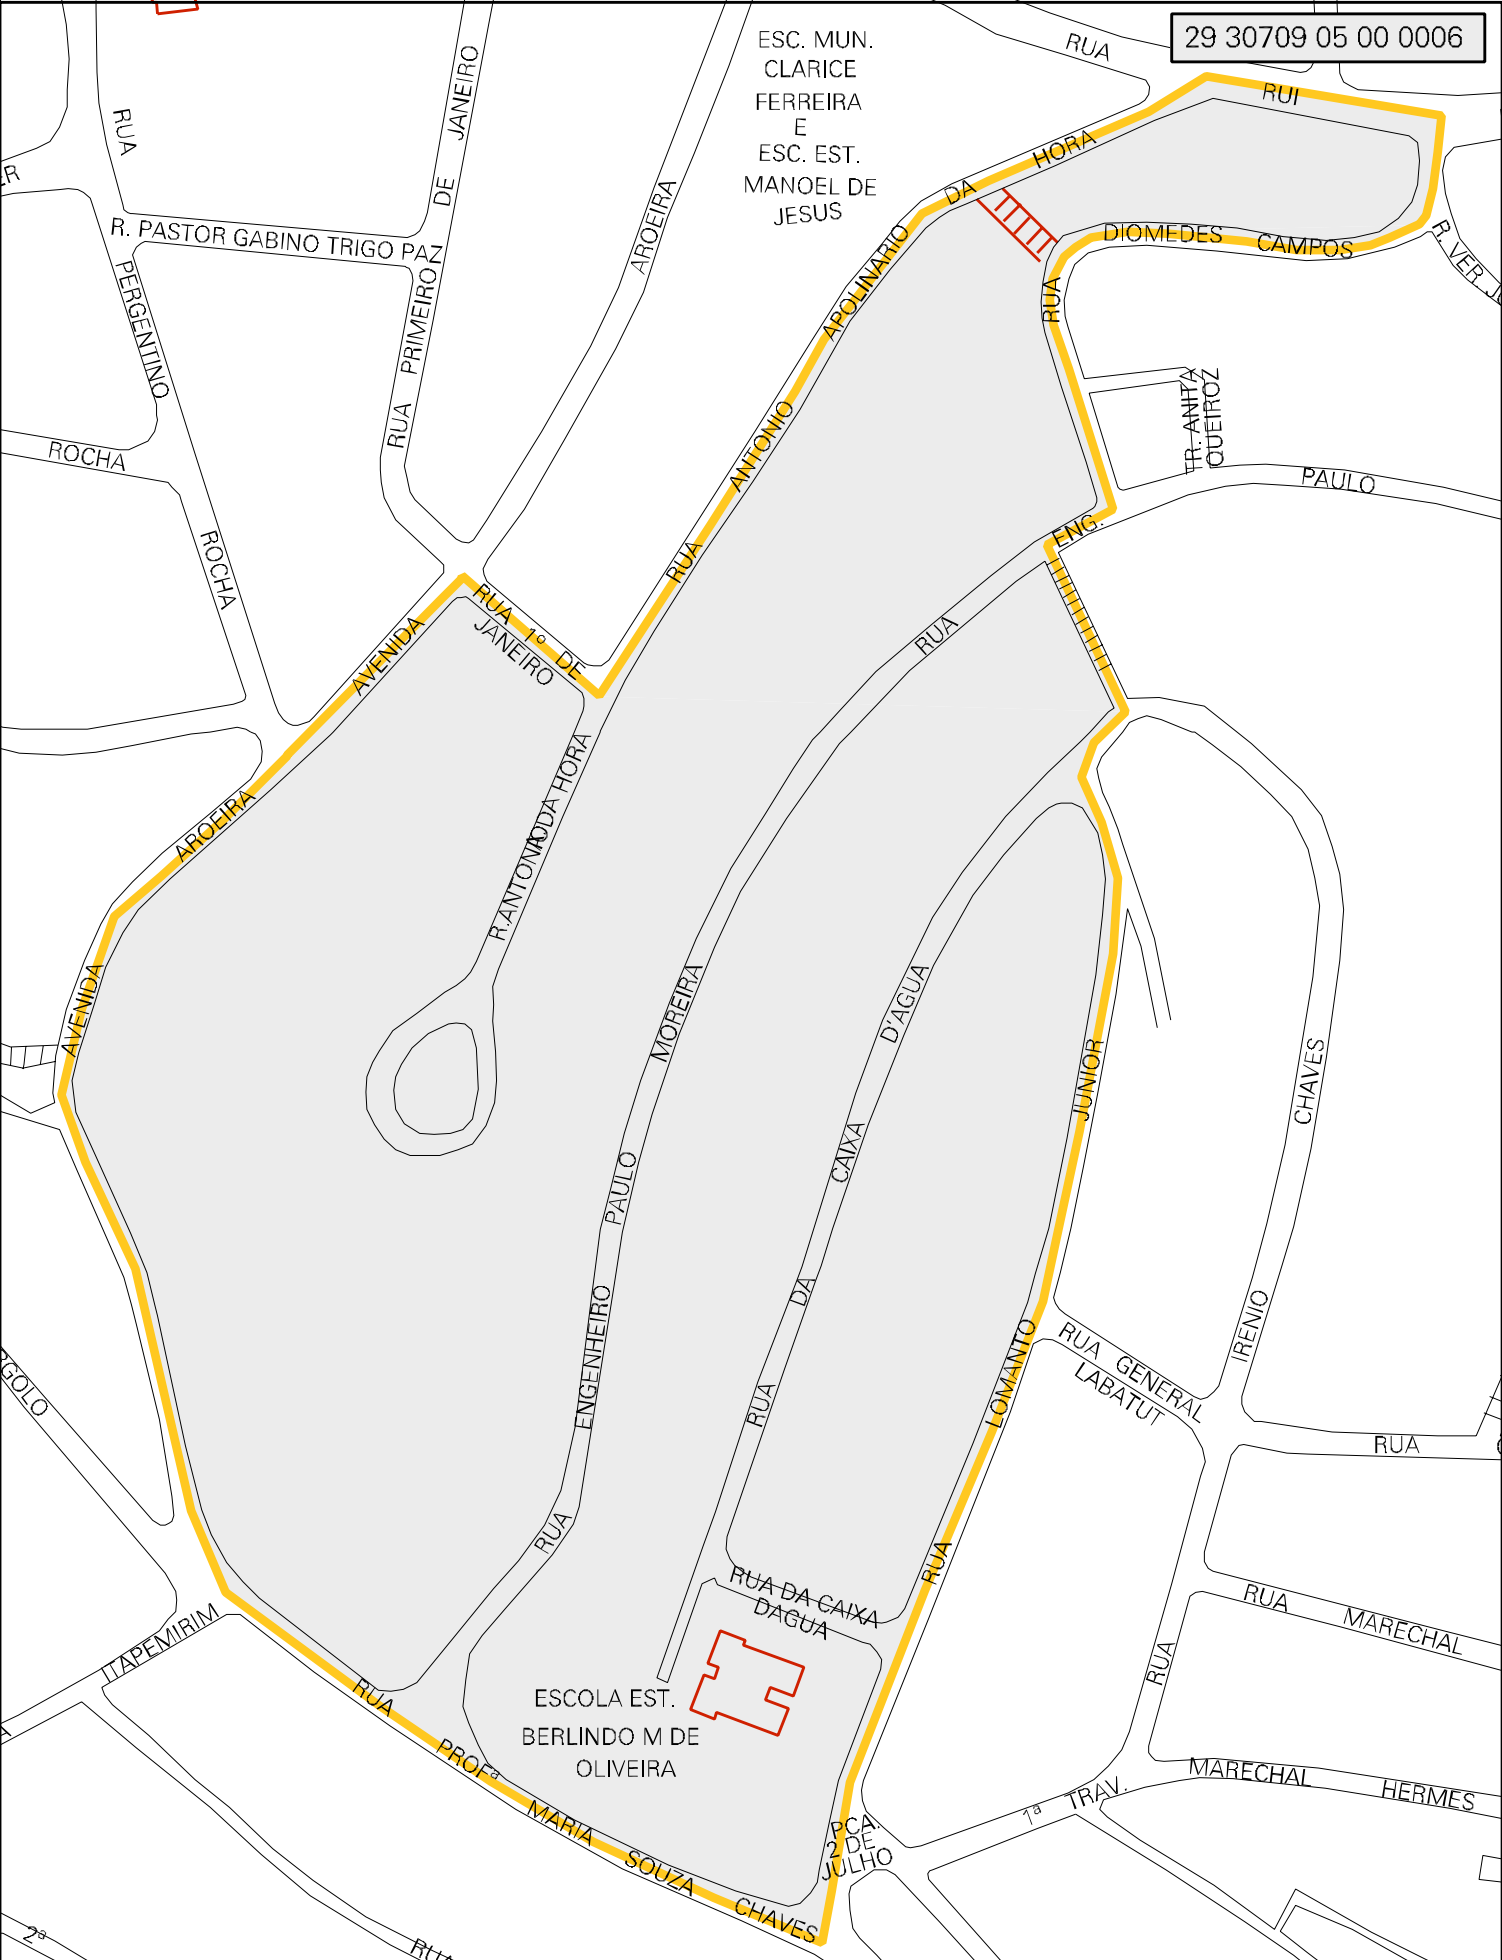 29 30709 05 00 0006
ESC. MUN.
CLARICE
FERREIRA
E
ESC. EST.
MANOEL DE
JESUS
RUA
RUI
RUA
DE JANEIRO
AROEIRA
DA HORA
R. PASTOR GABINO TRIGO PAZ
DIOMEDES CAMPOS
RUA
R. VER.
PERGENTINO
RUA PRIMEIRO
APOLINARIO
TR. ANITA
QUEIROZ
ROCHA
ANTONIO
PAULO
ENG.
ROCHA
RUA
RUA
RUA 1º DE
JANEIRO
AVENIDA
AROEIRA
R.ANTONIO DA HORA
AVENIDA
MOREIRA
D'AGUA
JUNIOR
CHAVES
PAULO
CAIXA
DA
ENGENHEIRO
LOMANTO
RUA GENERAL
LABATUT
IRENIO
RGOLO
RUA
RUA
RUA
RUA
RUA DA CAIXA
DAGUA
RUA MARECHAL
ITAPEMIRIM
RUA
RUA
ESCOLA EST.
BERLINDO M DE
OLIVEIRA
PROFª
MARIA
SOUZA
CHAVES
PCA.
2 DE
JULHO
1ª TRAV.
MARECHAL HERMES
2ª
RUA